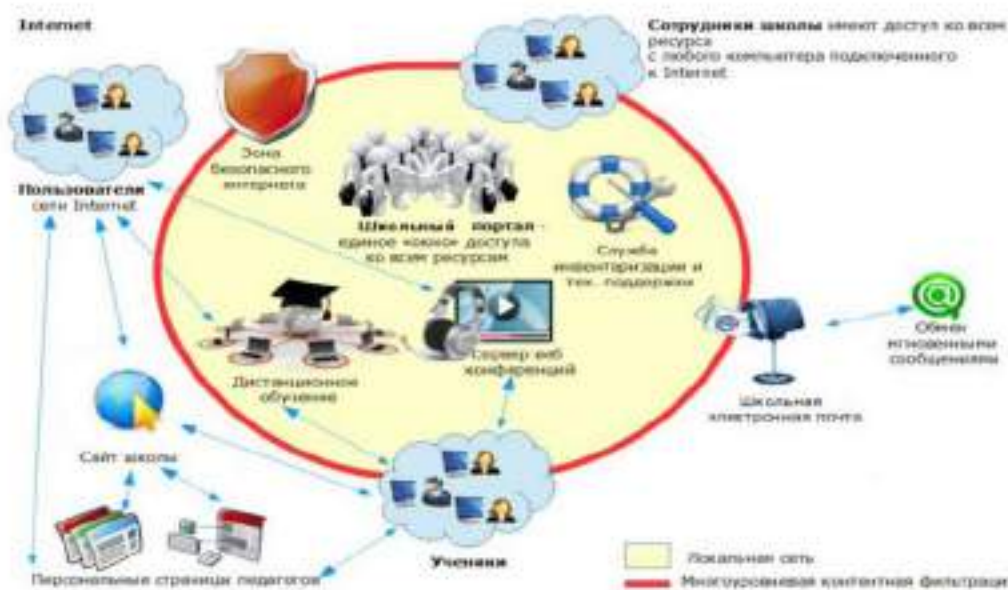 Internet
Сотрудники школы имеют доступ ко всем
ресурса
с любого компьютера подключенного
к Internet
Зона
безопасного
интернета
Пользователи
сети Internet
Школьный портал -
единое «окно» доступа
ко всем ресурсам
Служба
инвентаризации и
тех. поддержки
Дистанционное
обучение
Сервер веб
конференций
Обмен
мгновенными
сообщениями
Школьная
электронная почта
Сайт школы
Ученики
Персональные страницы педагогов
Локальная сеть
Многоуровневая контентная фильтраци